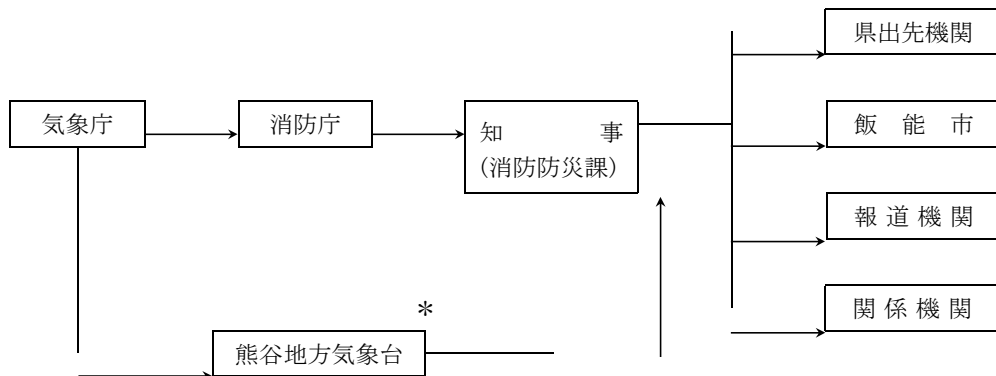 県出先機関
気象庁
消防庁
知事
(消防防災課)
飯能市
報道機関
関係機関
*
熊谷地方気象台